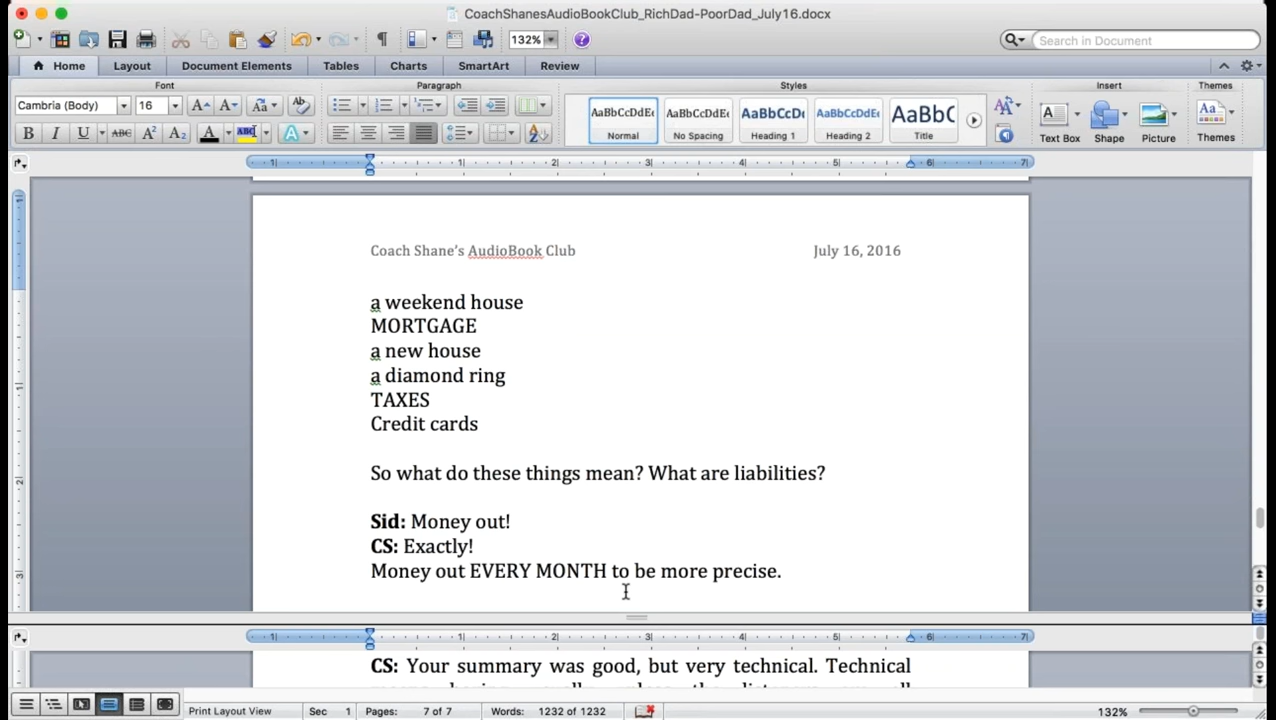 CoachShanesAudioBookClub_RichDad-PoorDad_July16.docx
132%
Search in Document
Home Layout Document Elements Tables Charts SmartArt Review
Font Paragraph Styles Insert Themes
Cambria (Body) 16
AaBbCcDdEe AaBbCcDdEe AaBbCcDc AaBbCcDdEe AaBbC
Normal No Spacing Heading 1 Heading 2 Title
Text Box Shape Picture Themes
Coach Shane's AudioBook Club July 16, 2016
a weekend house
MORTGAGE
a new house
a diamond ring
TAXES
Credit cards
So what do these things mean? What are liabilities?
Sid: Money out!
CS: Exactly!
Money out EVERY MONTH to be more precise.
CS: Your summary was good, but very technical. Technical
Print Layout View Sec 1 Pages: 7 of 7 Words: 1232 of 1232 132%